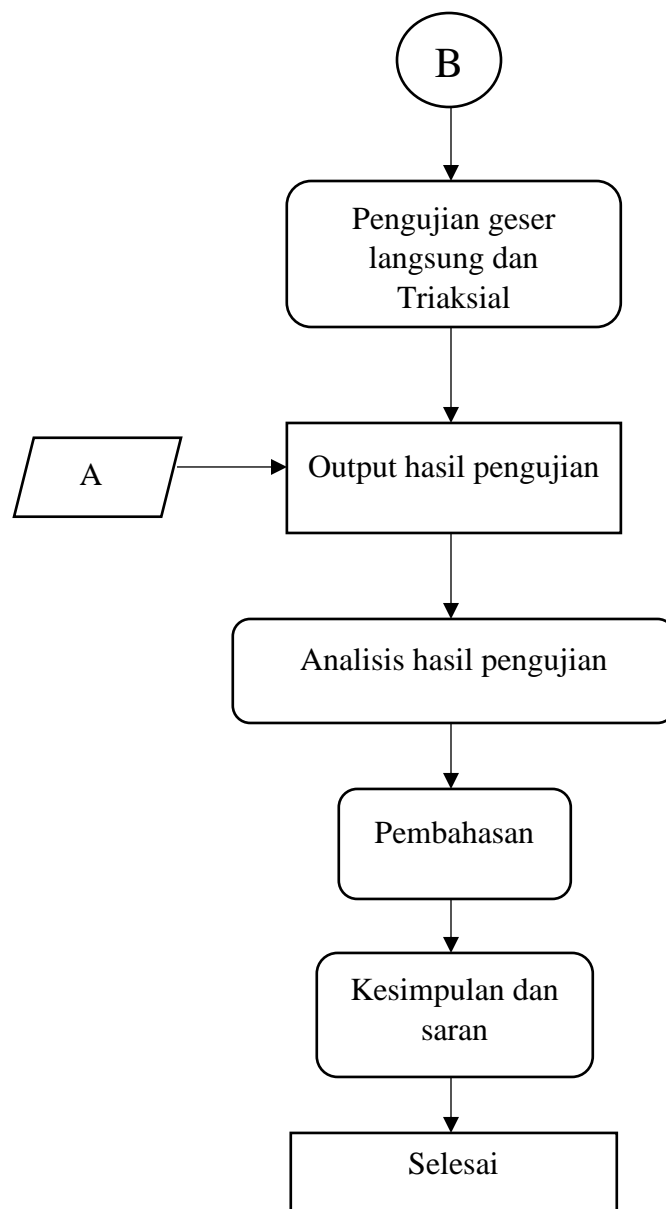 B
Pengujian geser
langsung dan
Triaksial
A
Output hasil pengujian
Analisis hasil pengujian
Pembahasan
Kesimpulan dan
saran
Selesai